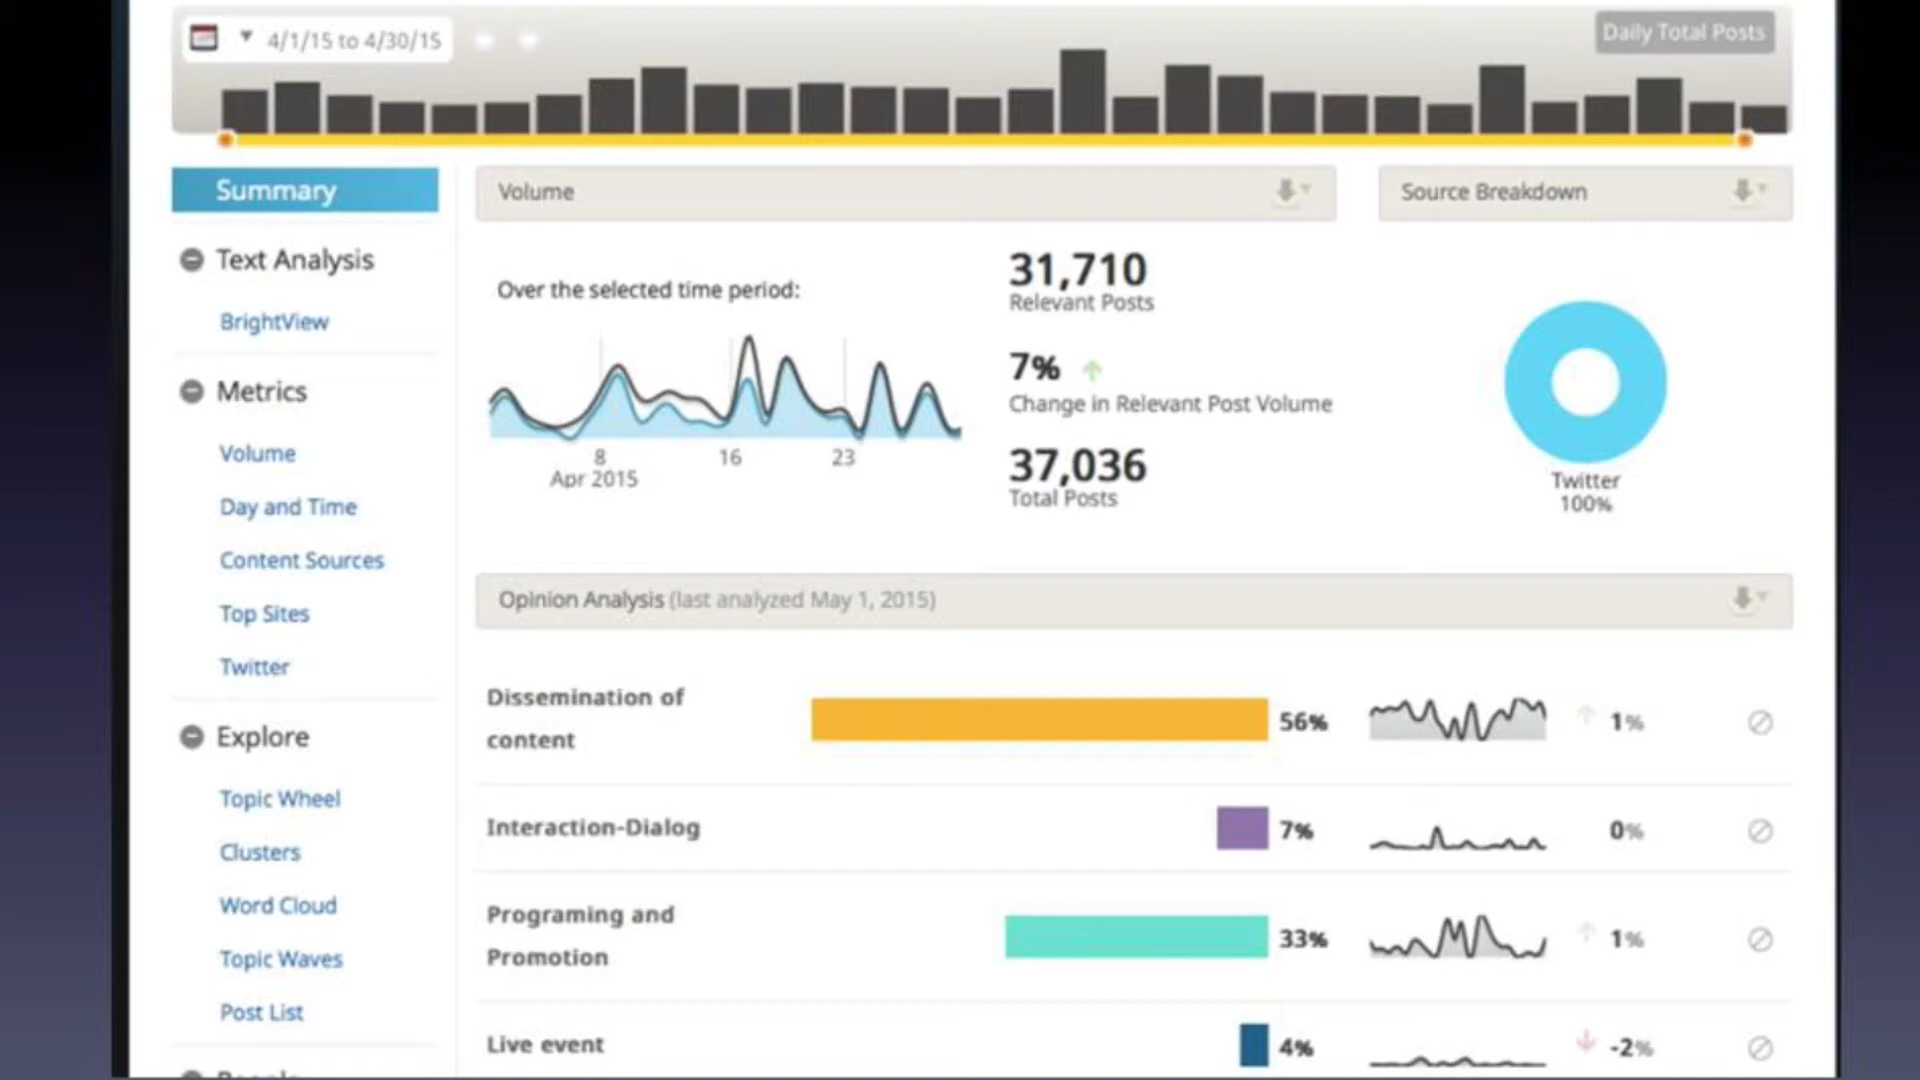 4/1/15 to 4/30/15
Daily Total Posts
Summary
Text Analysis
BrightView
Metrics
Volume
Day and Time
Content Sources
Top Sites
Twitter
Explore
Topic Wheel
Clusters
Word Cloud
Topic Waves
Post List
Volume
Over the selected time period:
8
16
23
Apr 2015
31,710
Relevant Posts
7%
Change in Relevant Post Volume
37,036
Total Posts
Source Breakdown
Twitter
100%
Opinion Analysis (last analyzed May 1, 2015)
Dissemination of
content
56%
1%
Interaction-Dialog
7%
0%
Programing and
Promotion
33%
1%
Live event
4%
-2%